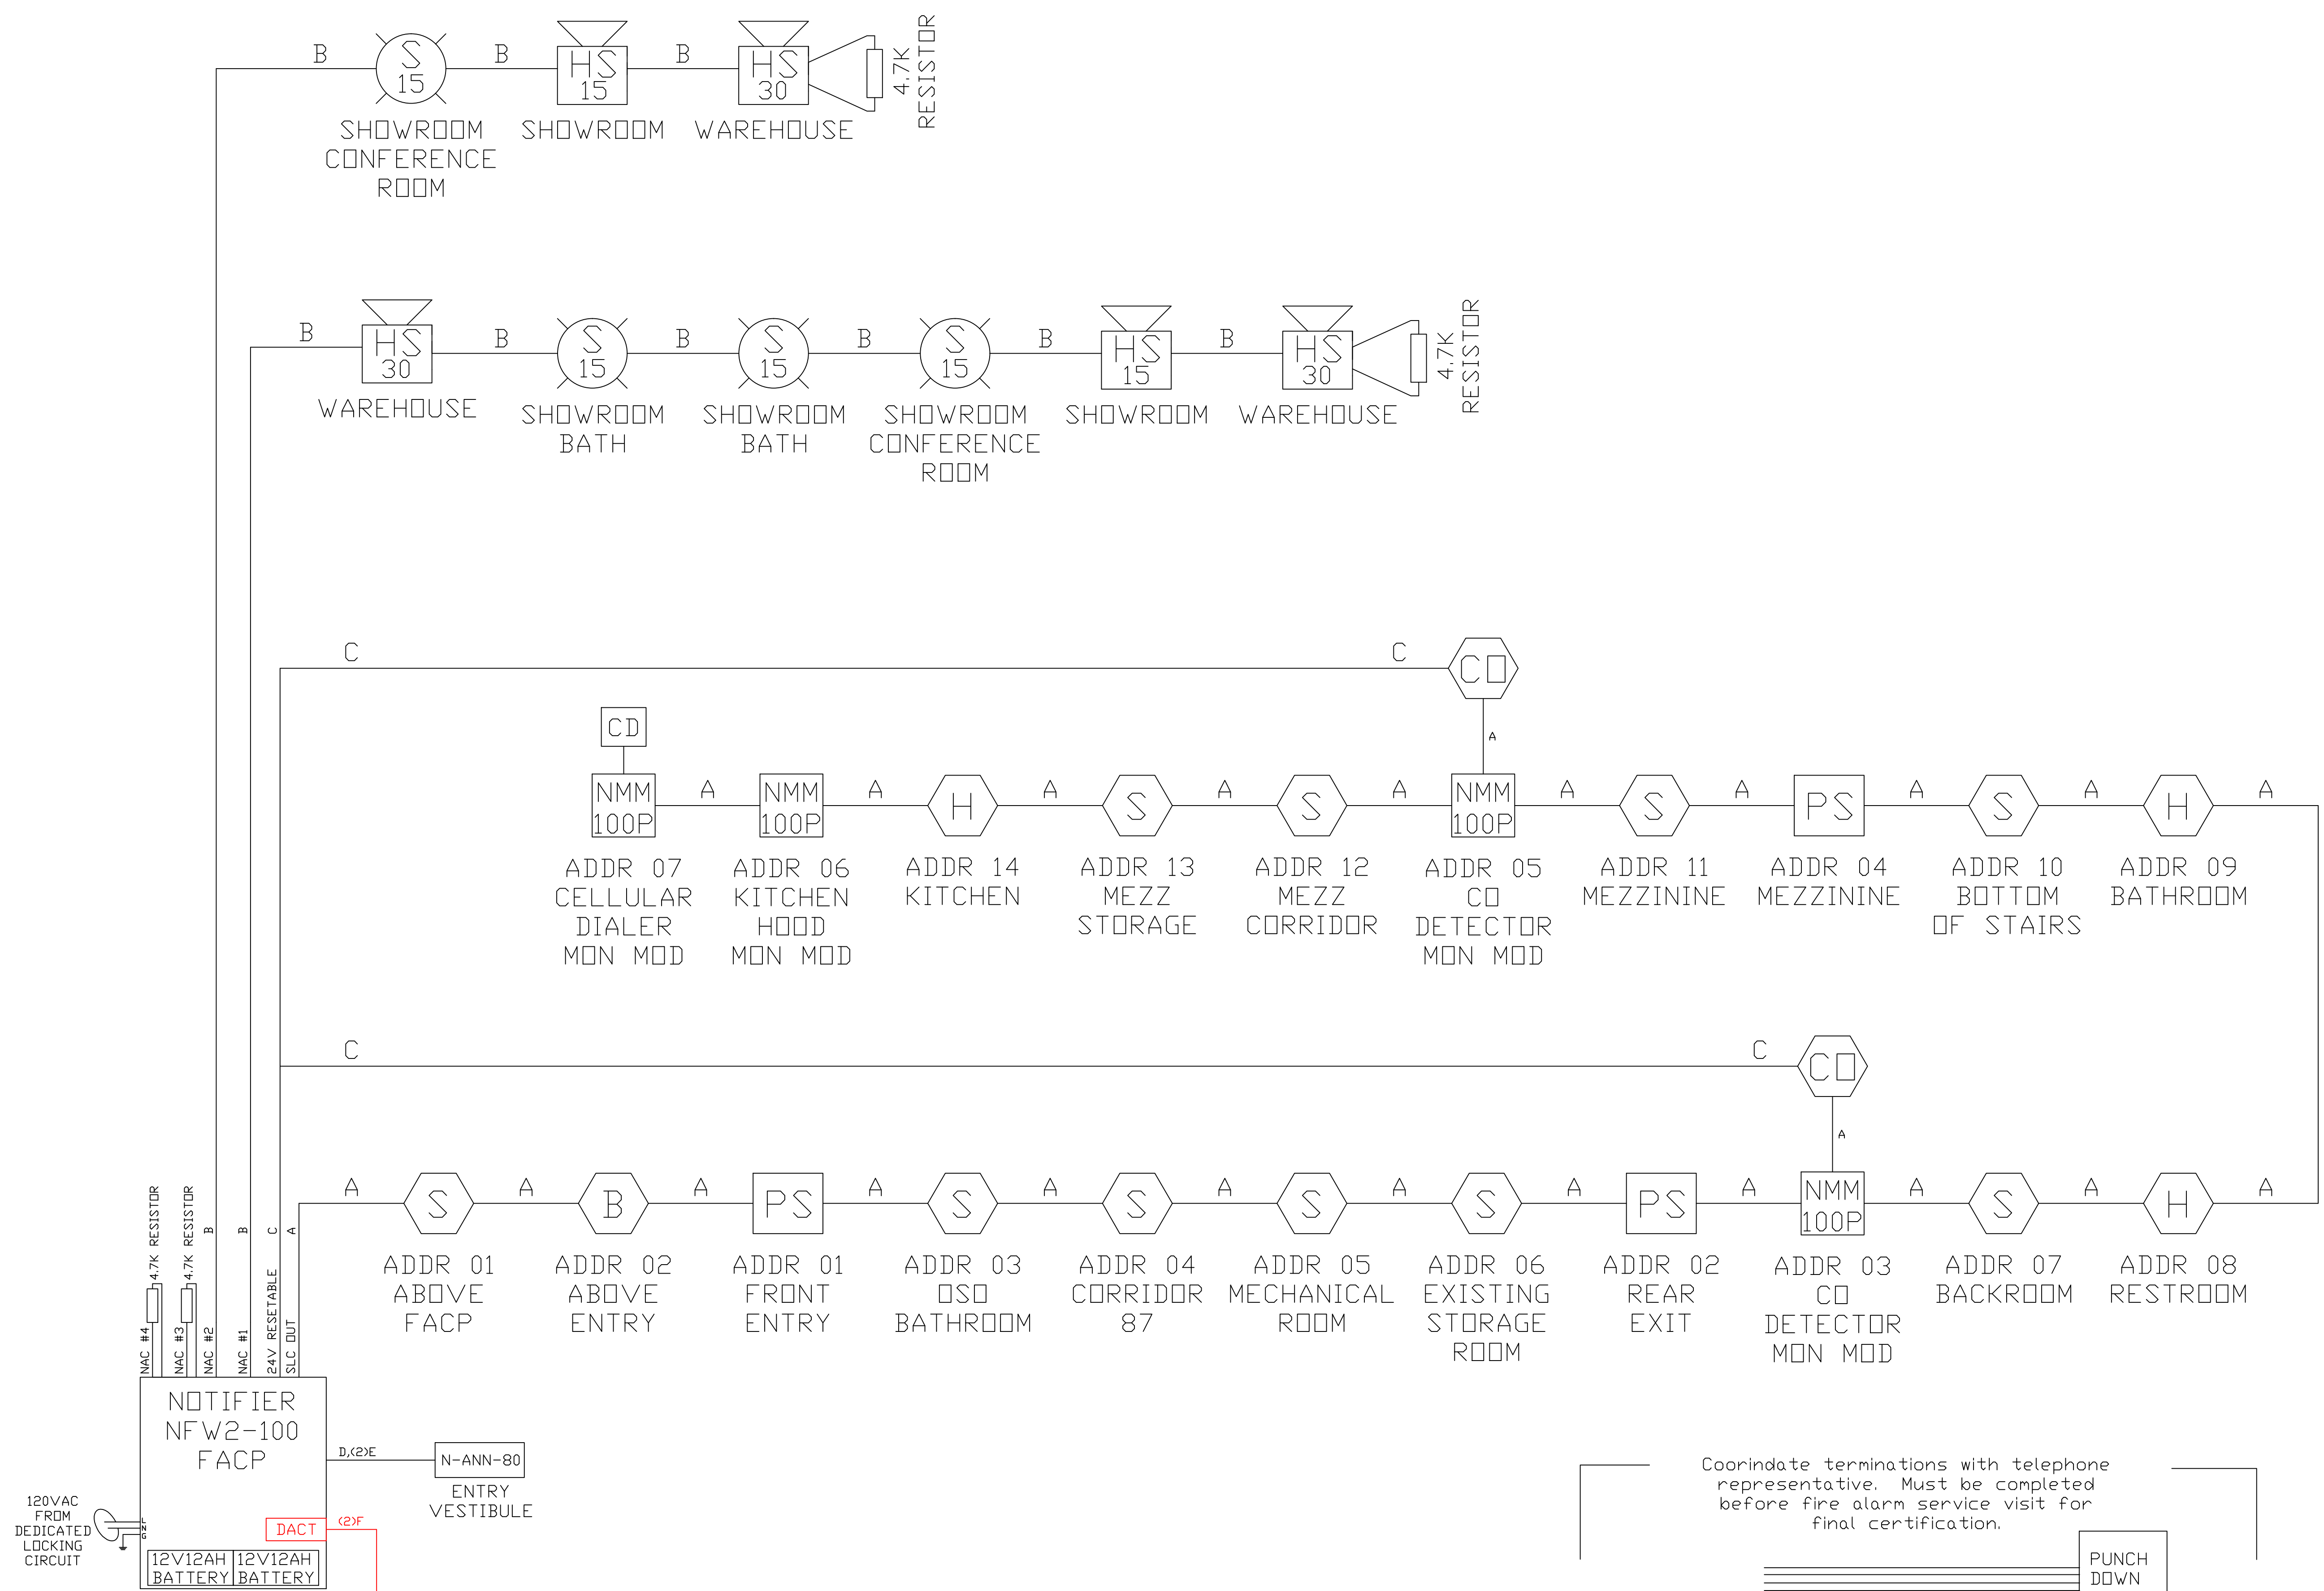 B
S
15
B
HS
15
B
HS
30
4.7K
RESISTOR
SHOWROOM
CONFERENCE
ROOM
SHOWROOM
WAREHOUSE
B
HS
30
B
S
15
B
S
15
B
S
15
B
HS
15
B
HS
30
4.7K
RESISTOR
WAREHOUSE
SHOWROOM
BATH
SHOWROOM
BATH
SHOWROOM
CONFERENCE
ROOM
SHOWROOM
WAREHOUSE
C
C
CO
CD
A
NMM
100P
A
NMM
100P
A
H
A
S
A
S
A
NMM
100P
A
S
A
PS
A
S
A
H
A
ADDR 07
CELLULAR
DIALER
MON MOD
ADDR 06
KITCHEN
HOOD
MON MOD
ADDR 14
KITCHEN
ADDR 13
MEZZ
STORAGE
ADDR 12
MEZZ
CORRIDOR
ADDR 05
CO
DETECTOR
MON MOD
ADDR 11
MEZZININE
ADDR 04
MEZZININE
ADDR 10
BOTTOM
OF STAIRS
ADDR 09
BATHROOM
C
C
CO
A
A
S
A
B
A
PS
A
S
A
S
A
S
A
S
A
PS
A
NMM
100P
A
S
A
H
A
ADDR 01
ABOVE
FACP
ADDR 02
ABOVE
ENTRY
ADDR 01
FRONT
ENTRY
ADDR 03
OSO
BATHROOM
ADDR 04
CORRIDOR
87
ADDR 05
MECHANICAL
ROOM
ADDR 06
EXISTING
STORAGE
ROOM
ADDR 02
REAR
EXIT
ADDR 03
CO
DETECTOR
MON MOD
ADDR 07
BACKROOM
ADDR 08
RESTROOM
NAC #4
4.7K RESISTOR
NAC #3
4.7K RESISTOR
NAC #2
B
NAC #1
B
24V RESETABLE
C
SLC OUT
A
NOTIFIER
NFW2-100
FACP
D,(2)E
N-ANN-80
ENTRY
VESTIBULE
120VAC
FROM
DEDICATED
LOCKING
CIRCUIT
L
N
G
DACT
(2)F
12V12AH
BATTERY
12V12AH
BATTERY
Coorindate terminations with telephone
representative. Must be completed
before fire alarm service visit for
final certification.
PUNCH
DOWN